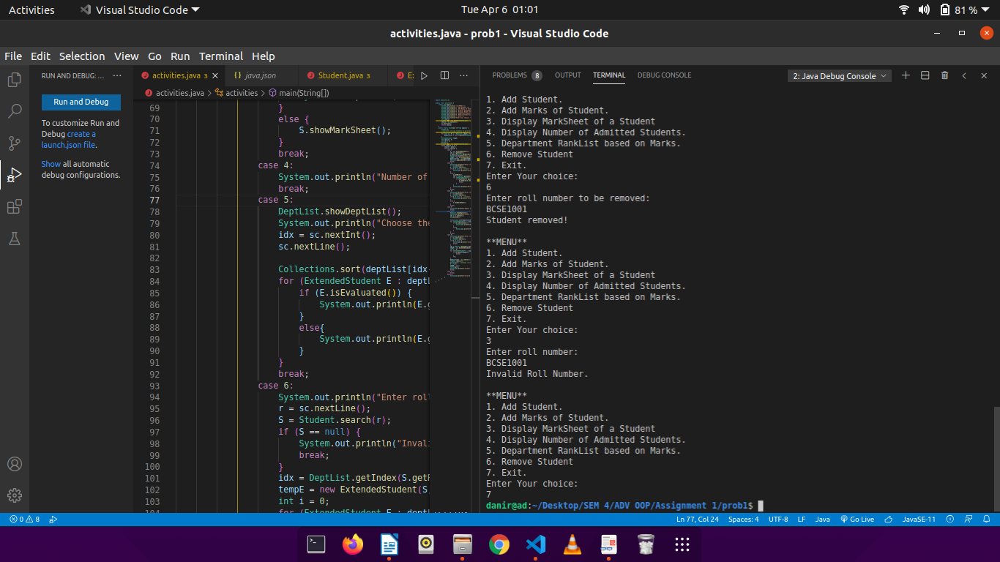 Activities
Visual Studio Code
Tue Apr 6 01:01
81 %
activities.java - prob1 - Visual Studio Code
File Edit Selection View Go Run Terminal Help
RUN AND DEBUG: ... ···
Run and Debug
To customize Run and
Debug create a
launch.json file.
Show all automatic
debug configurations.
activities.java 3
{} java.json
Student.java 3
activities.java > activities > main(String[])
69 }
70 else {
71 S.showMarkSheet();
72 }
73 break;
74 case 4:
75 System.out.println("Number of
76 break;
77 case 5:
78 DeptList.showDeptList();
79 System.out.println("Choose the
80 idx = sc.nextInt();
81 sc.nextLine();
82
83 Collections.sort(deptList[idx-
84 for (ExtendedStudent E : deptL
85 if (E.isEvaluated()) {
86 System.out.println(E.g
87 }
88 else{
89 System.out.println(E.g
90 }
91 }
92 break;
93 case 6:
94 System.out.println("Enter roll
95 r = sc.nextLine();
96 S = Student.search(r);
97 if (S == null) {
98 System.out.println("Invali
99 break;
100 }
101 idx = DeptList.getIndex(S.get
102 tempE = new ExtendedStudent(S
103 int i = 0;
104 for (ExtendedStudent E : dept
PROBLEMS 8 OUTPUT TERMINAL DEBUG CONSOLE
2: Java Debug Console
1. Add Student.
2. Add Marks of Student.
3. Display MarkSheet of a Student
4. Display Number of Admitted Students.
5. Department RankList based on Marks.
6. Remove Student
7. Exit.
Enter Your choice:
6
Enter roll number to be removed:
BCSE1001
Student removed!
**MENU**
1. Add Student.
2. Add Marks of Student.
3. Display MarkSheet of a Student
4. Display Number of Admitted Students.
5. Department RankList based on Marks.
6. Remove Student
7. Exit.
Enter Your choice:
3
Enter roll number:
BCSE1001
Invalid Roll Number.
**MENU**
1. Add Student.
2. Add Marks of Student.
3. Display MarkSheet of a Student
4. Display Number of Admitted Students.
5. Department RankList based on Marks.
6. Remove Student
7. Exit.
Enter Your choice:
7
danir@ad:~/Desktop/SEM 4/ADV OOP/Assignment 1/prob1$
0 8
Ln 77, Col 24 Spaces: 4 UTF-8 LF Java Go Live JavaSE-11